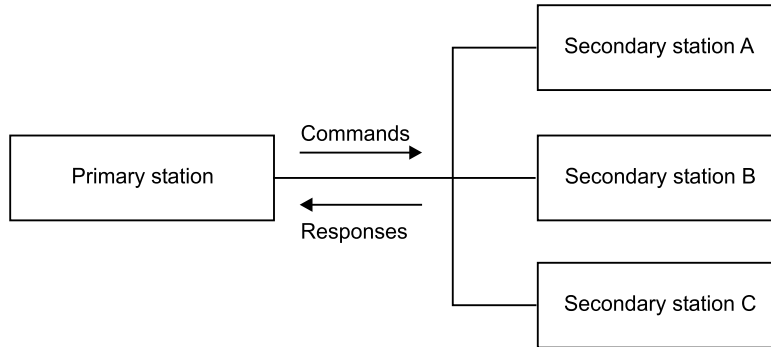 Secondary station A
Commands
Primary station
Secondary station B
Responses
Secondary station C